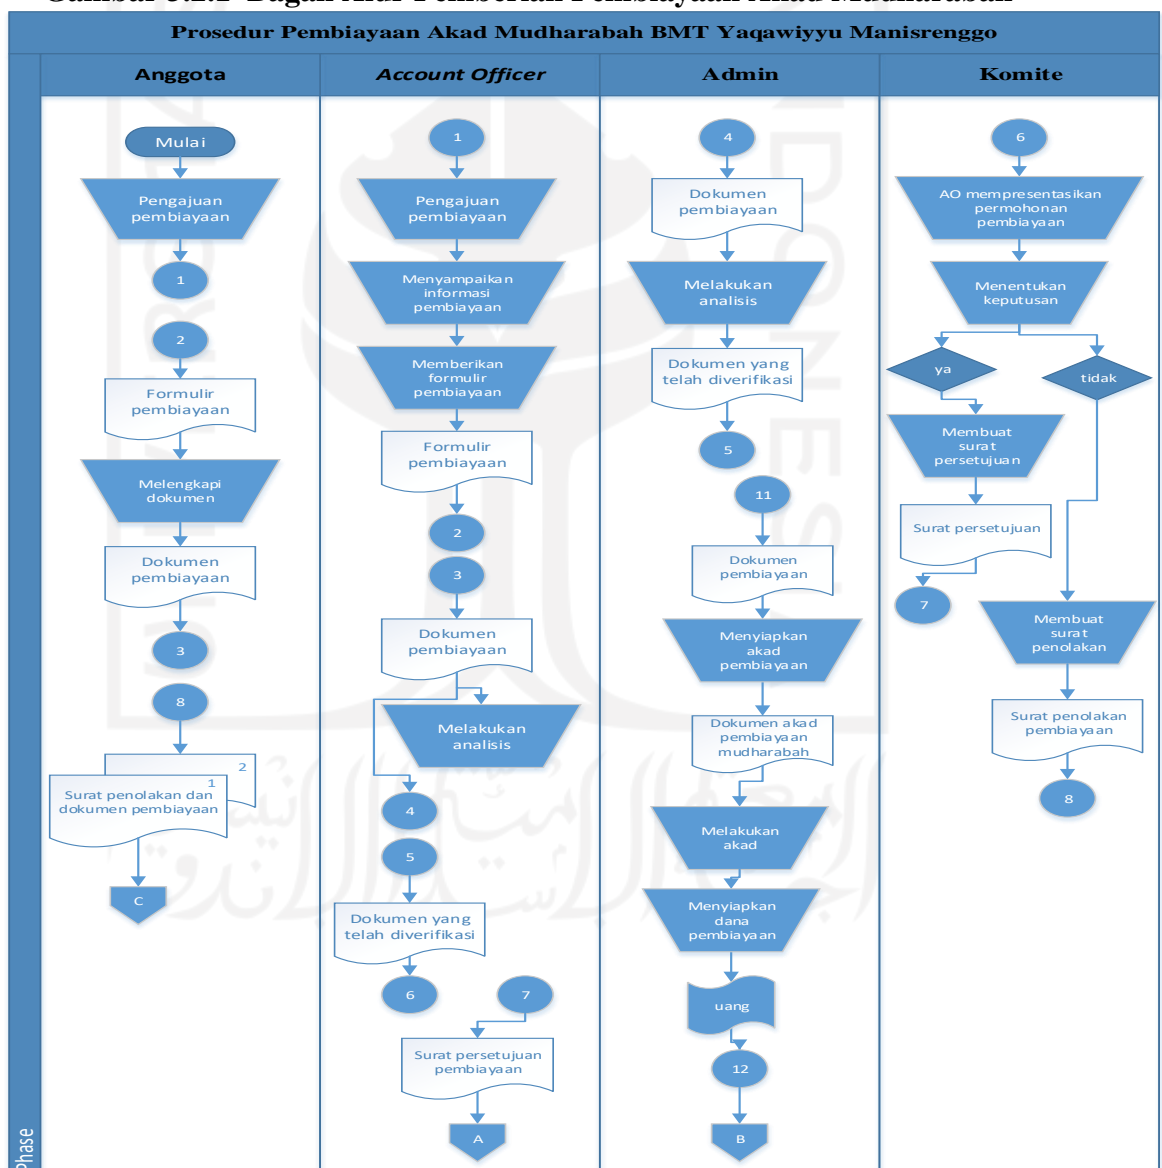 Prosedur Pembiayaan Akad Mudharabah BMT Yaqawiyyu Manisrenggo
Anggota
Account Officer
Admin
Komite
Mulai
Pengajuan
pembiayaan
1
2
Formulir
pembiayaan
Melengkapi
dokumen
Dokumen
pembiayaan
3
8
2
1
Surat penolakan dan
dokumen pembiayaan
C
1
Pengajuan
pembiayaan
Menyampaikan
informasi
pembiayaan
Memberikan
formulir
pembiayaan
Formulir
pembiayaan
2
3
Dokumen
pembiayaan
Melakukan
analisis
4
5
Dokumen yang
telah diverifikasi
6
7
Surat persetujuan
pembiayaan
A
4
Dokumen
pembiayaan
Melakukan
analisis
Dokumen yang
telah diverifikasi
5
11
Dokumen
pembiayaan
Menyiapkan
akad
pembiayaan
Dokumen akad
pembiayaan
mudharabah
Melakukan
akad
Menyiapkan
dana
pembiayaan
uang
12
B
6
AO mempresentasikan
permohonan
pembiayaan
Menentukan
keputusan
ya
tidak
Membuat
surat
persetujuan
Surat persetujuan
7
Membuat
surat
penolakan
Surat penolakan
pembiayaan
8
Phase